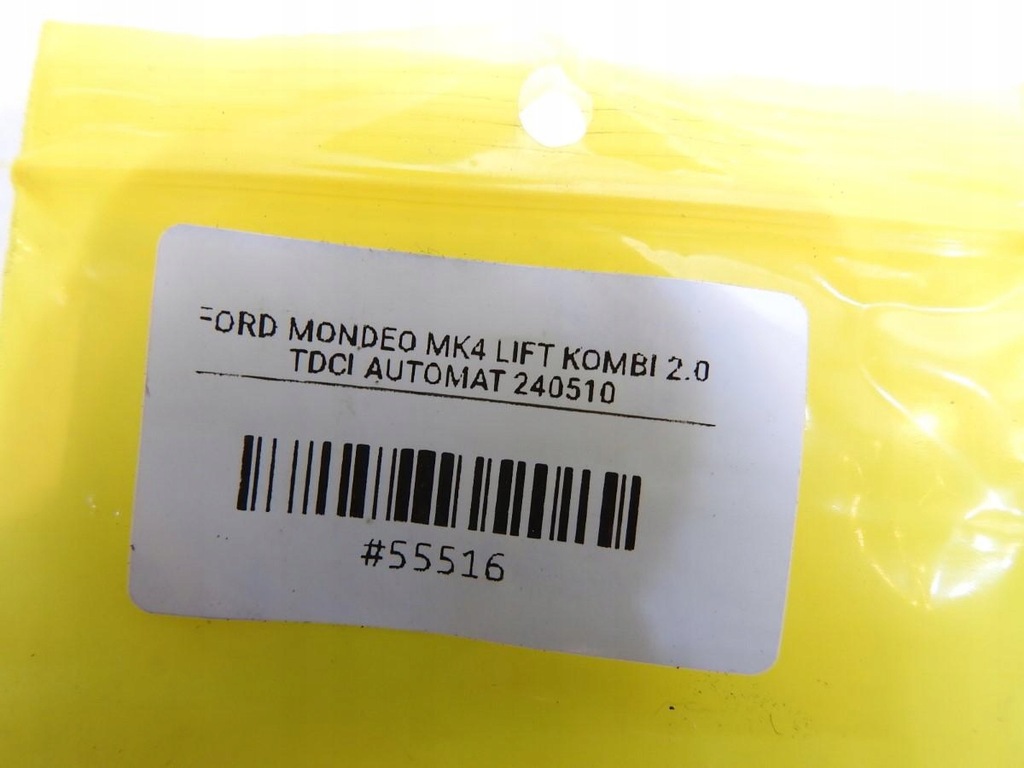 FORD MONDEO MK4 LIFT KOMBI 2.0
TDCI AUTOMAT 240510
#55516